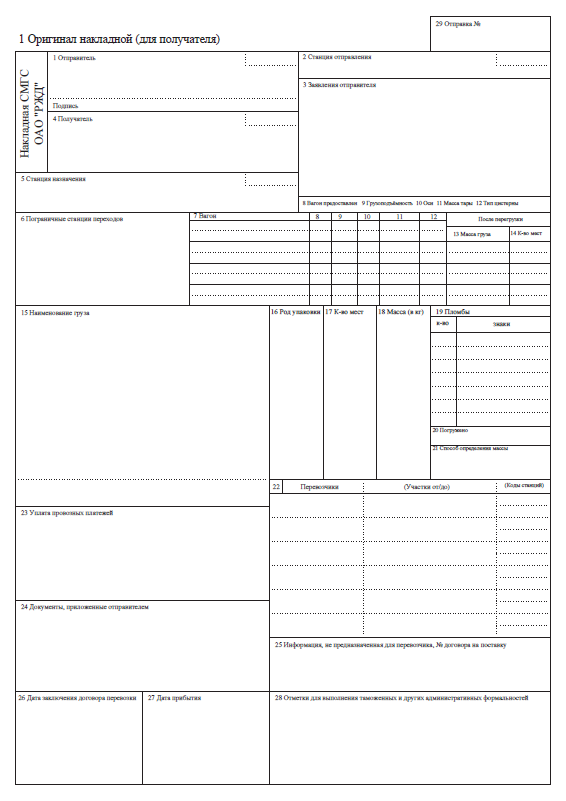 29 Отправка №
1 Оригинал накладной (для получателя)
Накладная СМГС
ОАО "РЖД"
1 Отправитель
Подпись
2 Станция отправления
3 Заявления отправителя
4 Получатель
5 Станция назначения
8 Вагон предоставлен 9 Грузоподъёмность 10 Оси 11 Масса тары 12 Тип цистерны
6 Пограничные станции переходов
7 Вагон 8 9 10 11 12
После перегрузки
13 Масса груза 14 К-во мест
15 Наименование груза
16 Род упаковки 17 К-во мест 18 Масса (в кг) 19 Пломбы
к-во знаки
20 Погружено
21 Способ определения массы
22 Перевозчики (Участки от/до) (Коды станций)
23 Уплата провозных платежей
24 Документы, приложенные отправителем
25 Информация, не предназначенная для перевозчика, № договора на поставку
26 Дата заключения договора перевозки 27 Дата прибытия
28 Отметки для выполнения таможенных и других административных формальностей